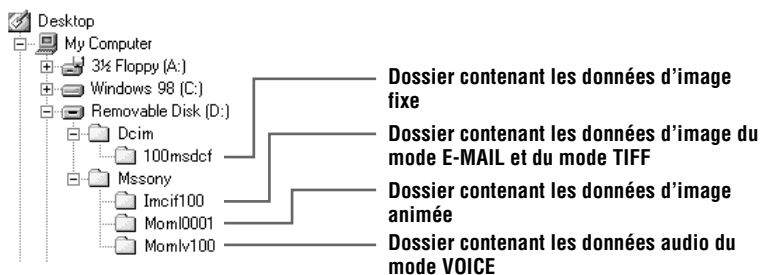 Desktop
My Computer
3½ Floppy (A:)
Windows 98 (C:)
Removable Disk (D:)
Dcim
100msdcf
Mssony
Imcif100
Moml0001
Momlv100
Dossier contenant les données d’image
fixe
Dossier contenant les données d’image du
mode E-MAIL et du mode TIFF
Dossier contenant les données d’image
animée
Dossier contenant les données audio du
mode VOICE